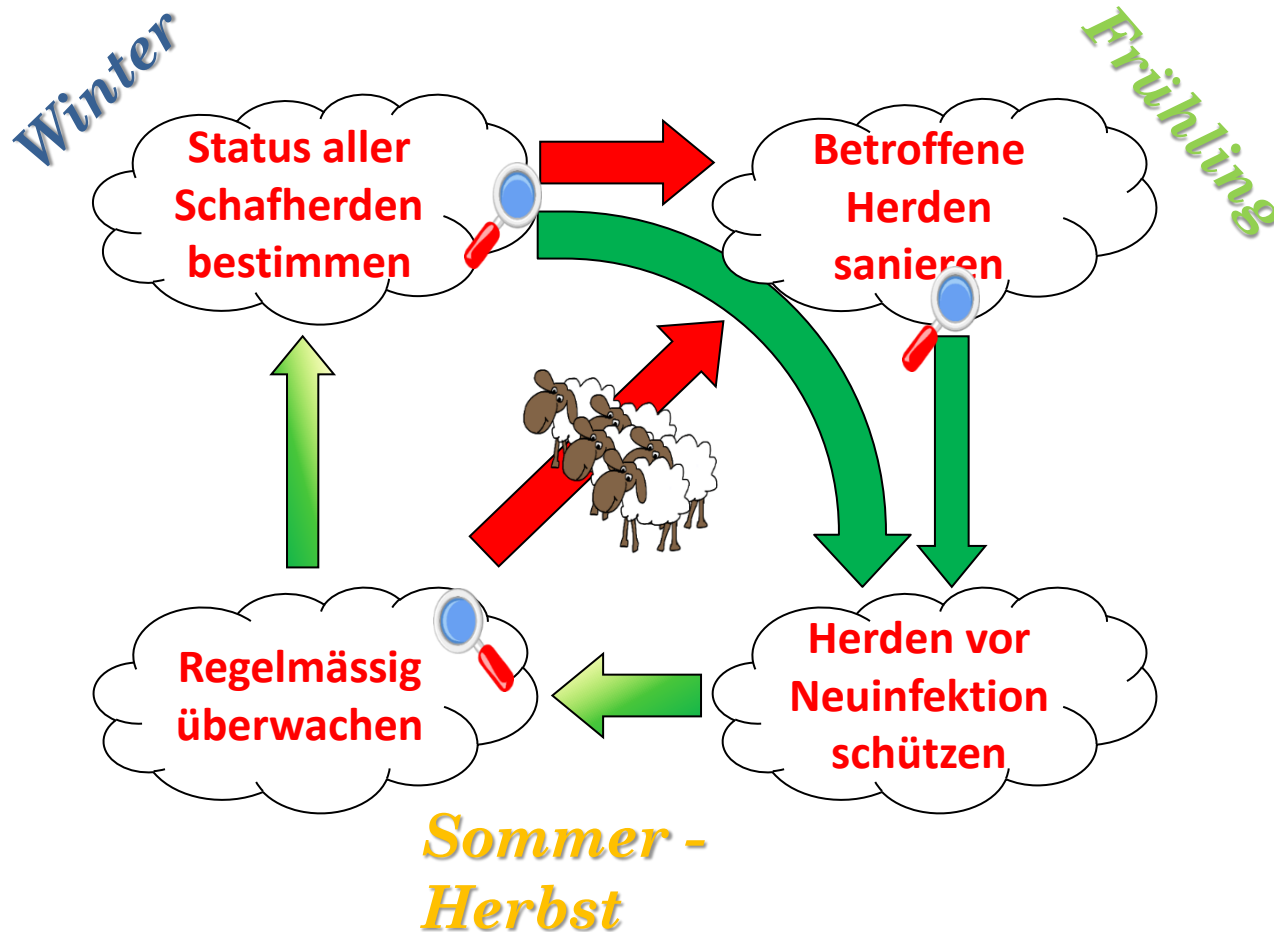 Winter
Frühling
Status aller
Schafherden
bestimmen
Betroffene
Herden
sanieren
Regelmässig
überwachen
Herden vor
Neuinfektion
schützen
Sommer -
Herbst